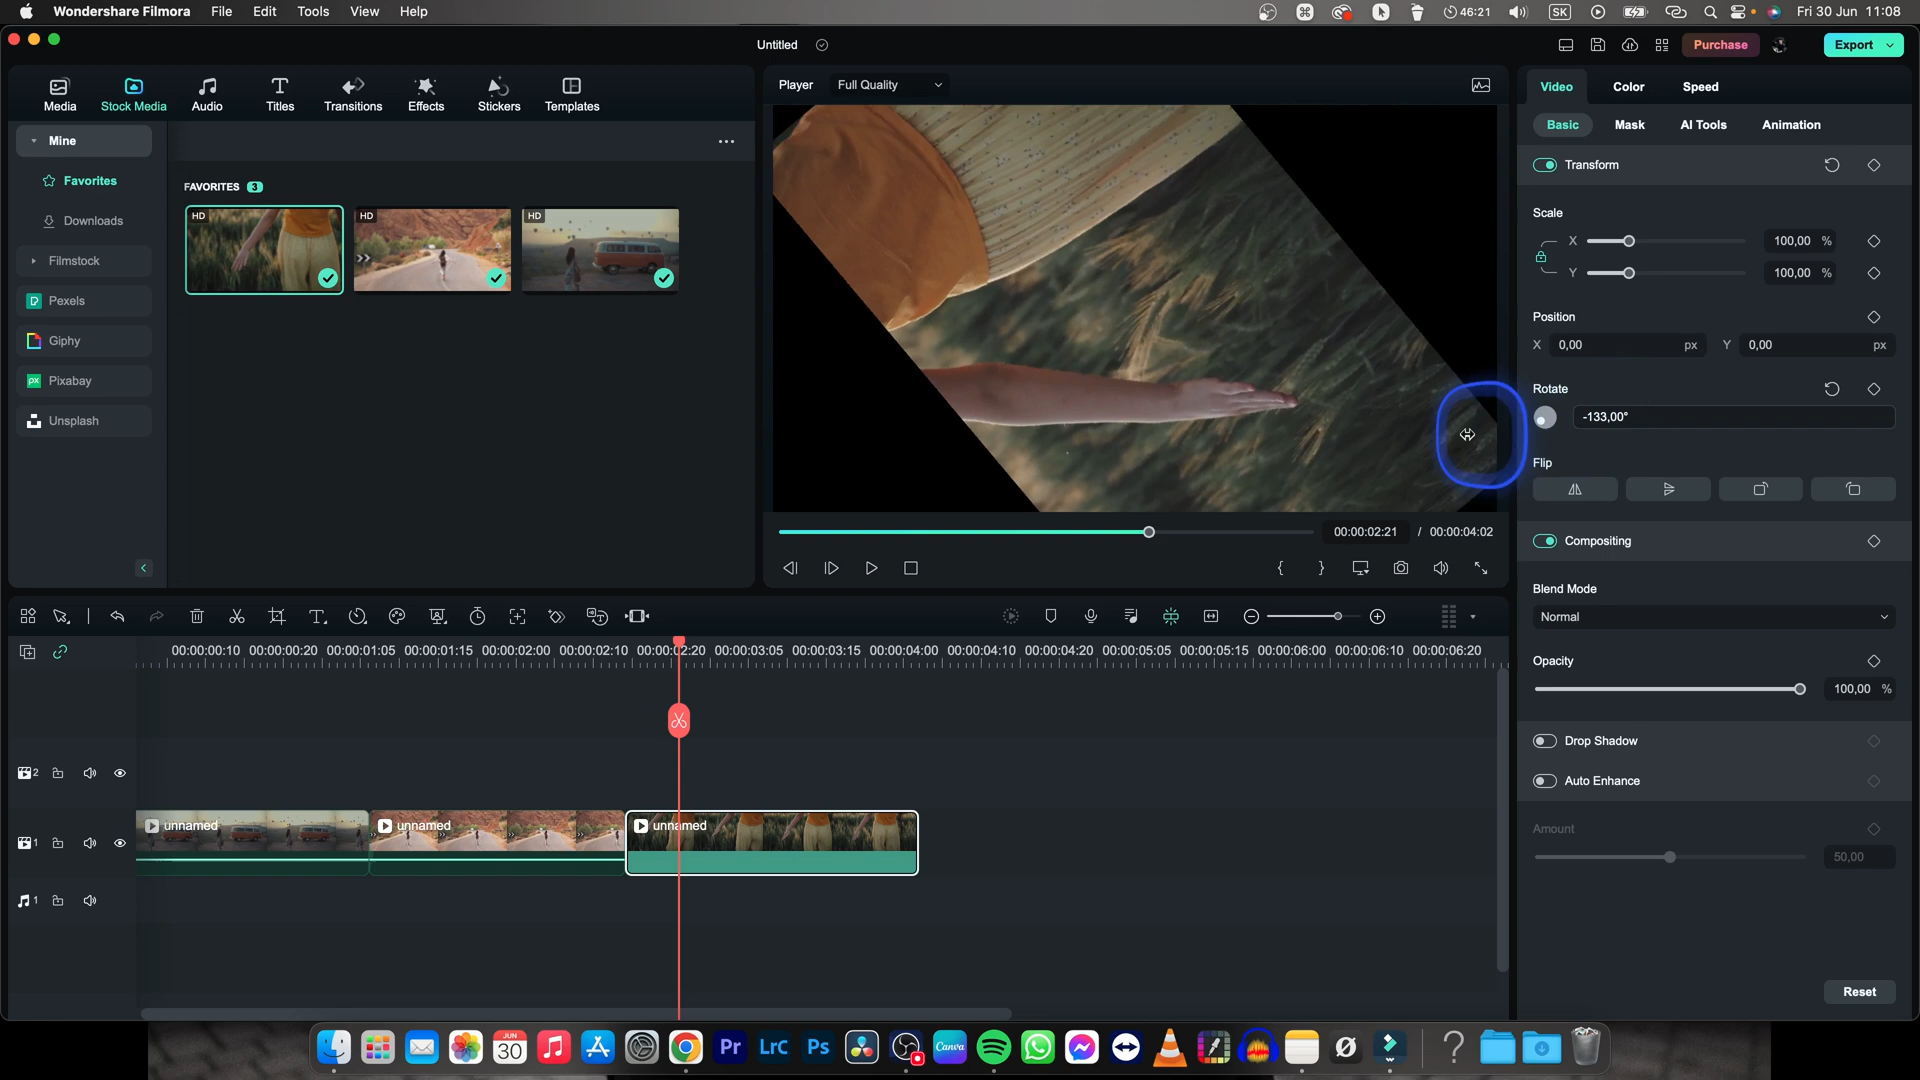 Wondershare Filmora File Edit Tools View Help
46:21 SK Fri 30 Jun 11:08
Untitled
Purchase Export
Media Stock Media Audio Titles Transitions Effects Stickers Templates
Mine
Favorites
Downloads
Filmstock
Pexels
Giphy
px Pixabay
Unsplash
FAVORITES 3
HD HD HD
Player Full Quality
00:00:02:21 / 00:00:04:02
Video Color Speed
Basic Mask AI Tools Animation
Transform
Scale
X 100,00 %
Y 100,00 %
Position
X 0,00 px Y 0,00 px
Rotate
-133,00°
Flip
Compositing
Blend Mode
Normal
Opacity
100,00 %
Drop Shadow
Auto Enhance
Amount
50,00
Reset
00:00:00:10 00:00:00:20 00:00:01:05 00:00:01:15 00:00:02:00 00:00:02:10 00:00:02:20 00:00:03:05 00:00:03:15 00:00:04:00 00:00:04:10 00:00:04:20 00:00:05:05 00:00:05:15 00:00:06:00 00:00:06:10 00:00:06:20
2
1 unnamed unnamed unnamed
1
JUN 30 Pr LrC Ps Canva